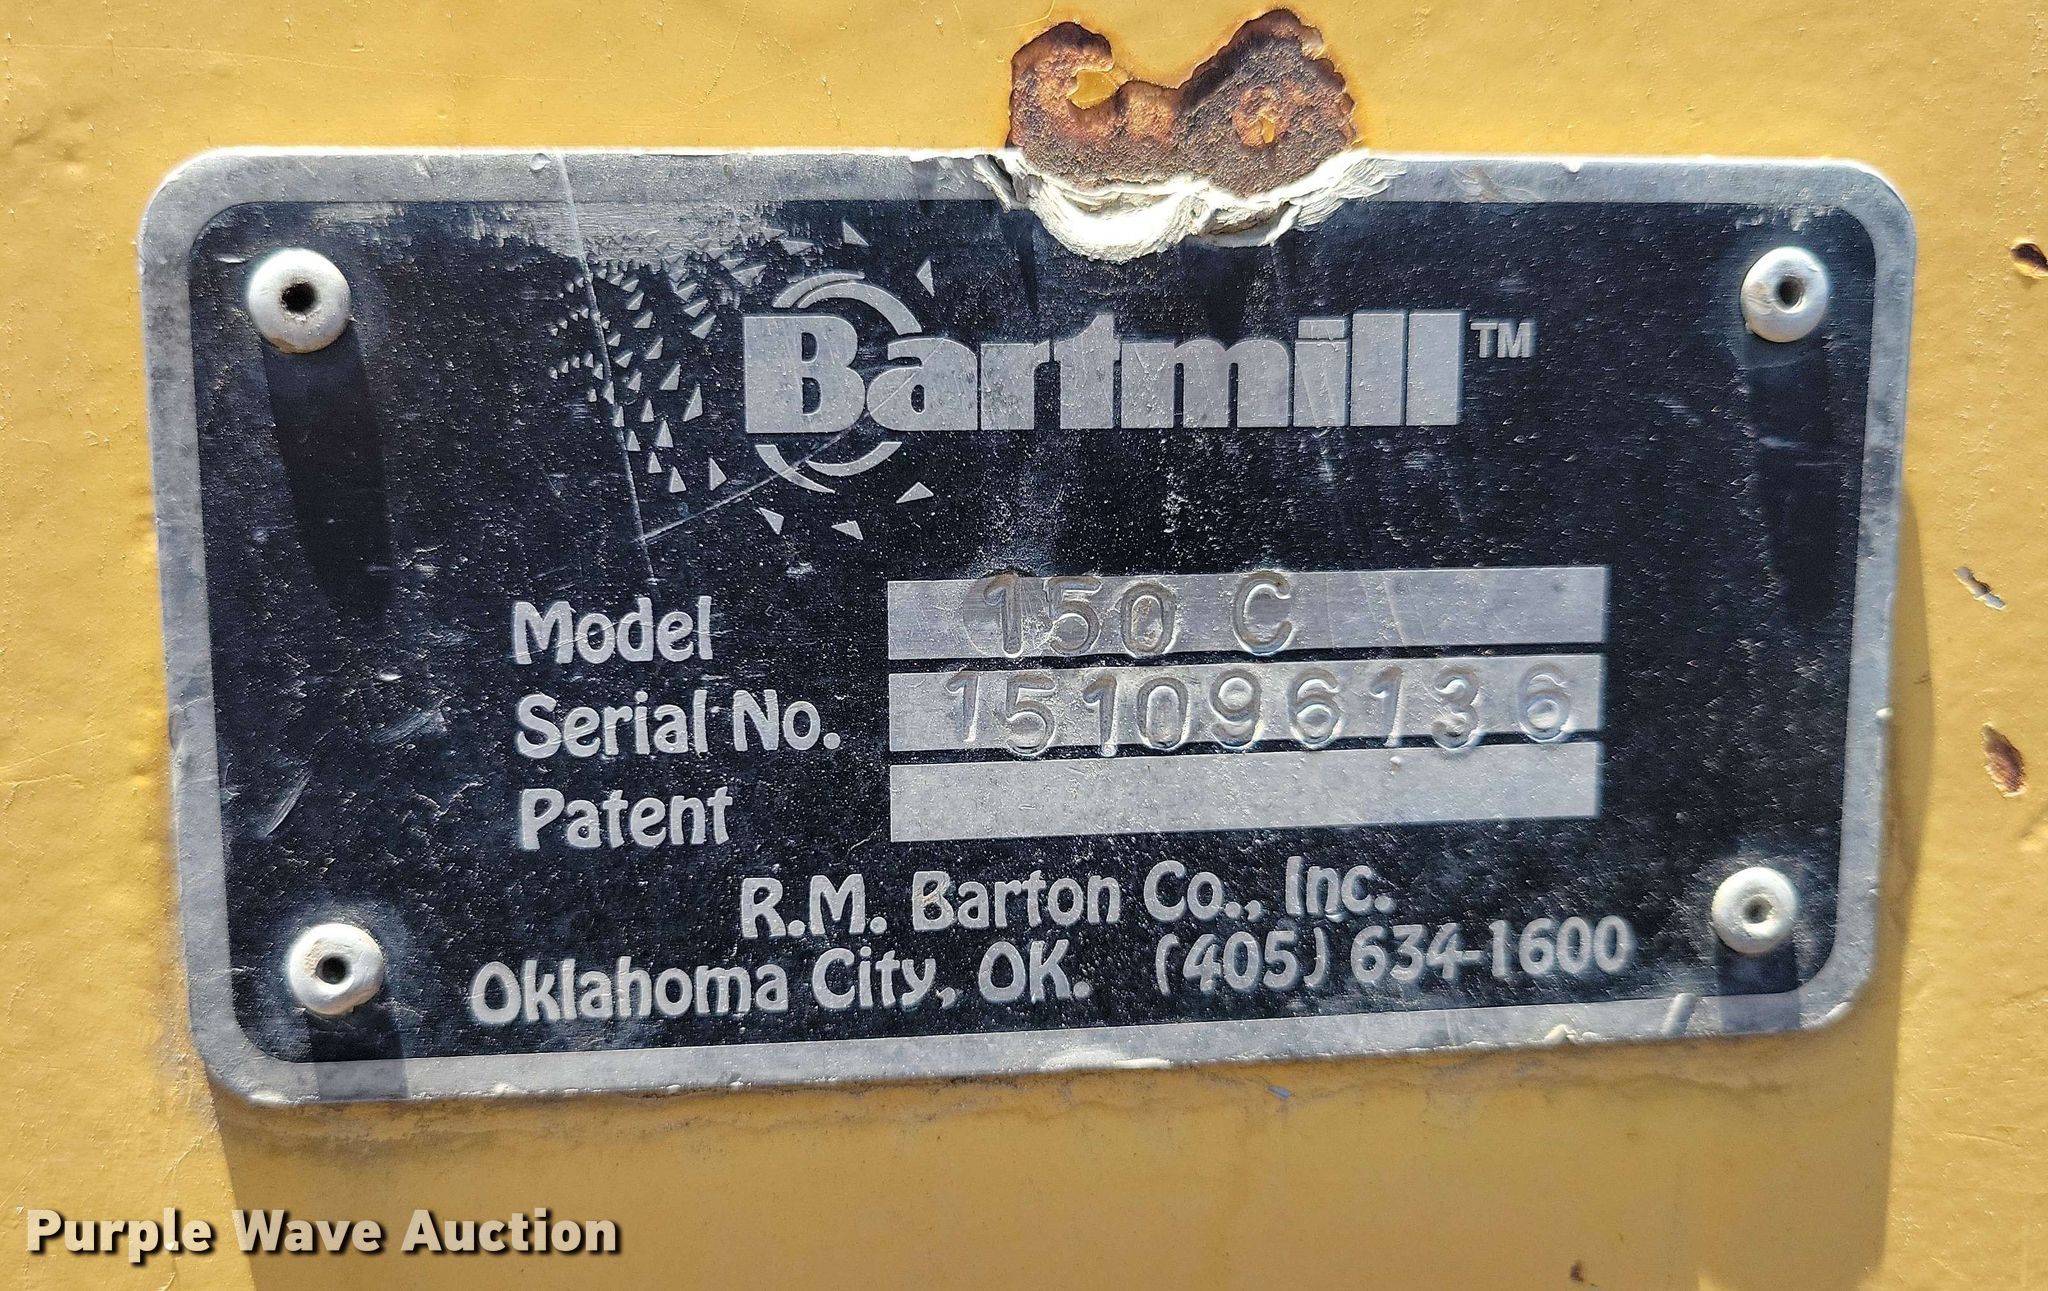 Bartmill™
Model 150 C
Serial No. 151096136
Patent
R.M. Barton Co., Inc.
Oklahoma City, OK. (405) 634-1600
Purple Wave Auction